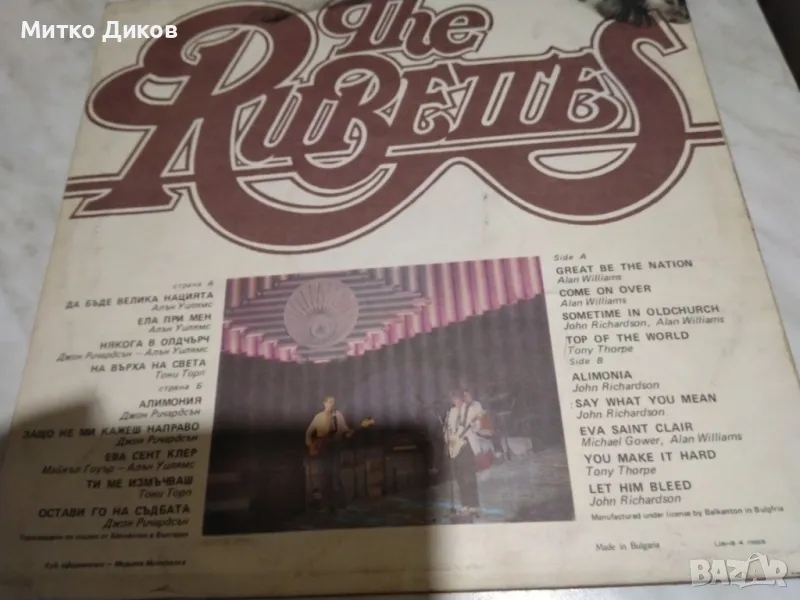 Митко Диков
The
RUBETTES
страна А
ДА БЪДЕ ВЕЛИКА НАЦИЯТА
Алън Уилямс
ЕЛА ПРИ МЕН
Алън Уилямс
НЯКОГА В ОЛДЧЪРЧ
Джон Ричардсън – Алън Уилямс
НА ВЪРХА НА СВЕТА
Тони Торп
страна Б
АЛИМОНИЯ
Джон Ричардсън
ЗАЩО НЕ МИ КАЖЕШ НАПРАВО
Джон Ричардсън
ЕВА СЕНТ КЛЕР
Майкъл Гоуър – Алън Уилямс
ТИ МЕ ИЗМЪЧВАШ
Тони Торп
ОСТАВИ ГО НА СЪДБАТА
Джон Ричардсън
Side A
GREAT BE THE NATION
Alan Williams
COME ON OVER
Alan Williams
SOMETIME IN OLDCHURCH
John Richardson, Alan Williams
TOP OF THE WORLD
Tony Thorpe
Side B
ALIMONIA
John Richardson
SAY WHAT YOU MEAN
John Richardson
EVA SAINT CLAIR
Michael Gower, Alan Williams
YOU MAKE IT HARD
Tony Thorpe
LET HIM BLEED
John Richardson
Manufactured under license by Balkanton in Bulghria
Made in Bulgaria
BAZAR